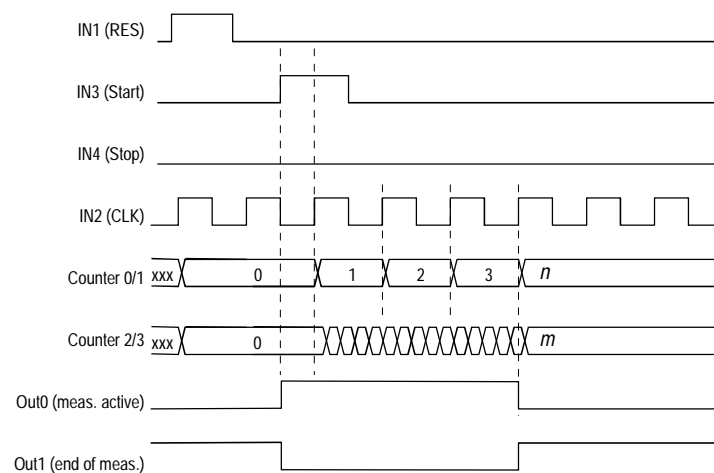 IN1 (RES)
IN3 (Start)
IN4 (Stop)
IN2 (CLK)
Counter 0/1 xxx 0 1 2 3 n
Counter 2/3 xxx 0 m
Out0 (meas. active)
Out1 (end of meas.)